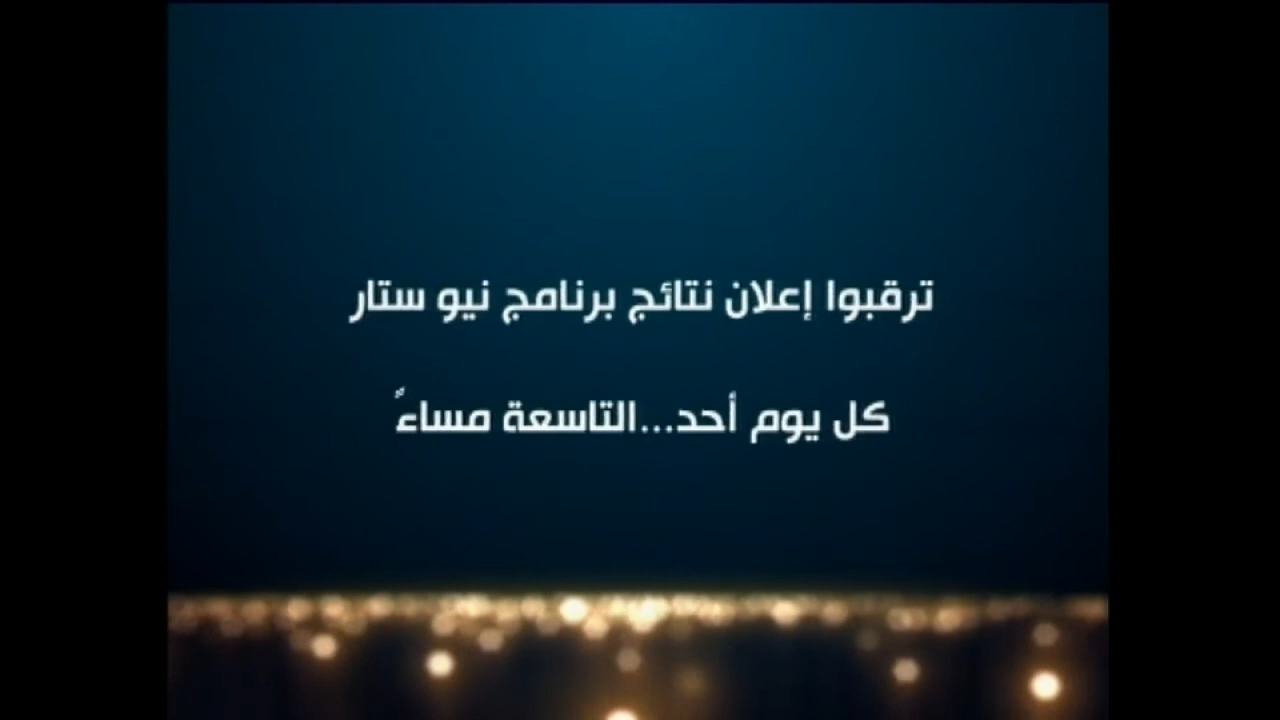 ترقبوا إعلان نتائج برنامج نيو ستار
كل يوم أحد...التاسعة مساءً